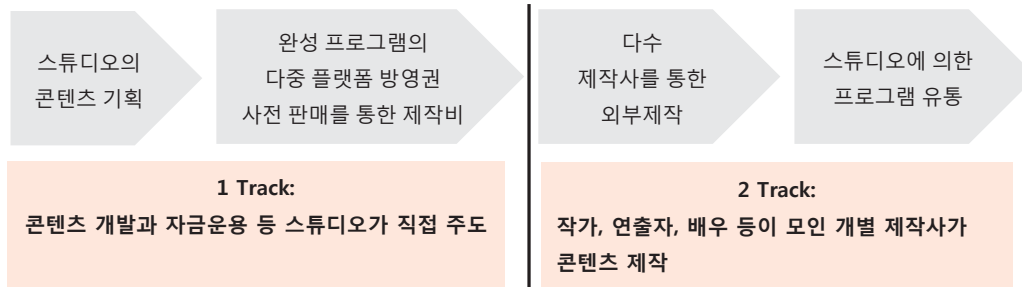 스튜디오의
콘텐츠 기획
완성 프로그램의
다중 플랫폼 방영권
사전 판매를 통한 제작비
다수
제작사를 통한
외부제작
스튜디오에 의한
프로그램 유통
1 Track:
콘텐츠 개발과 자금운용 등 스튜디오가 직접 주도
2 Track:
작가, 연출자, 배우 등이 모인 개별 제작사가
콘텐츠 제작